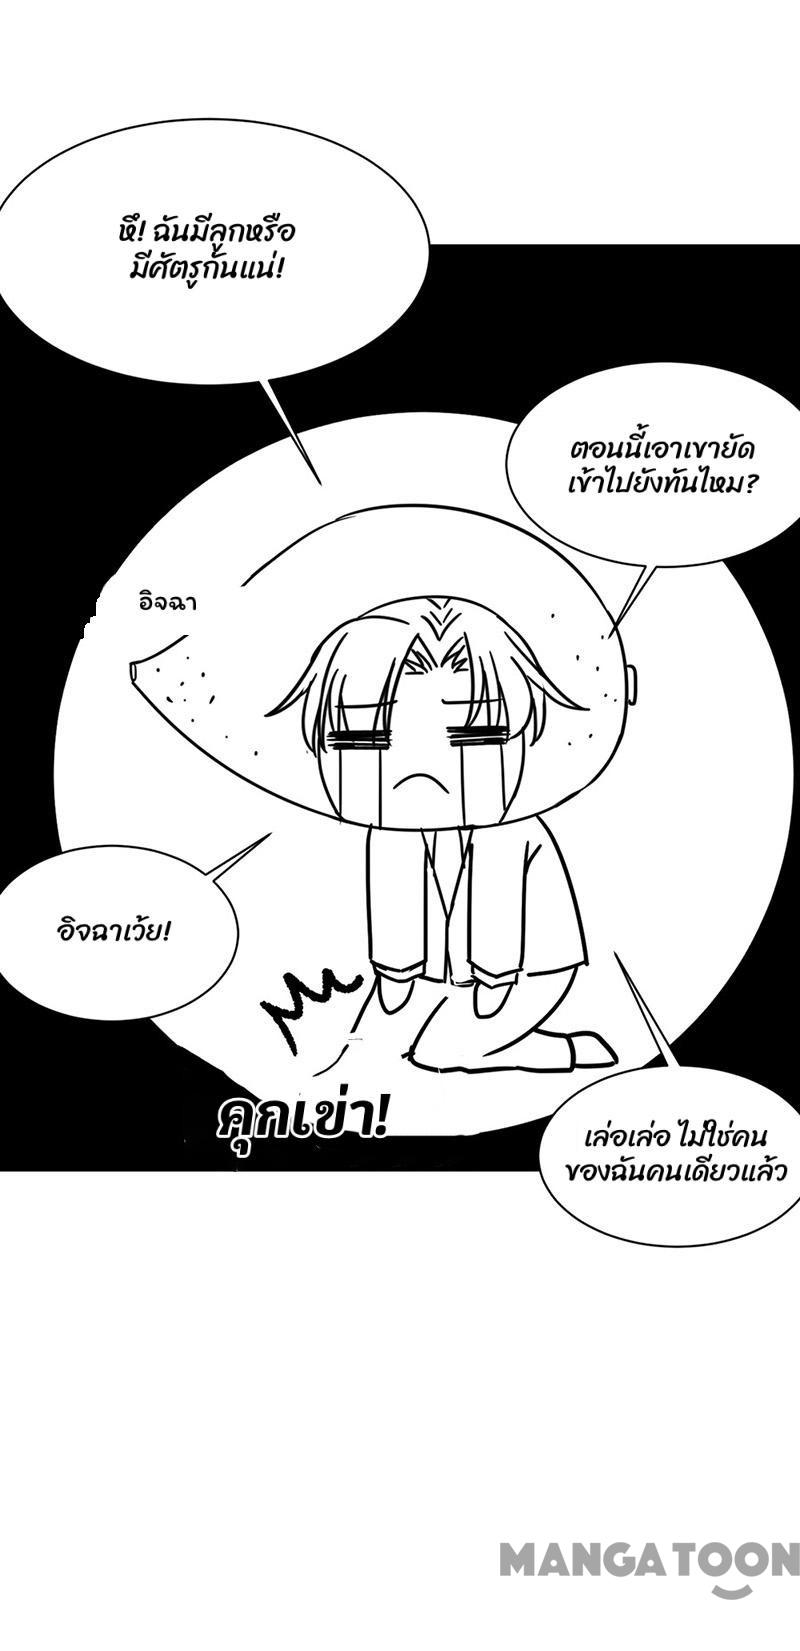 หึ! ฉันมีลูกหรือ
มีศัตรูกันแน่!
ตอนนี้เอาเขายัด
เข้าไปยังทันไหม?
อิจฉา
อิจฉาเว้ย!
คุกเข่า!
เล่อเล่อ ไม่ใช่คน
ของฉันคนเดียวแล้ว
MANGATOON